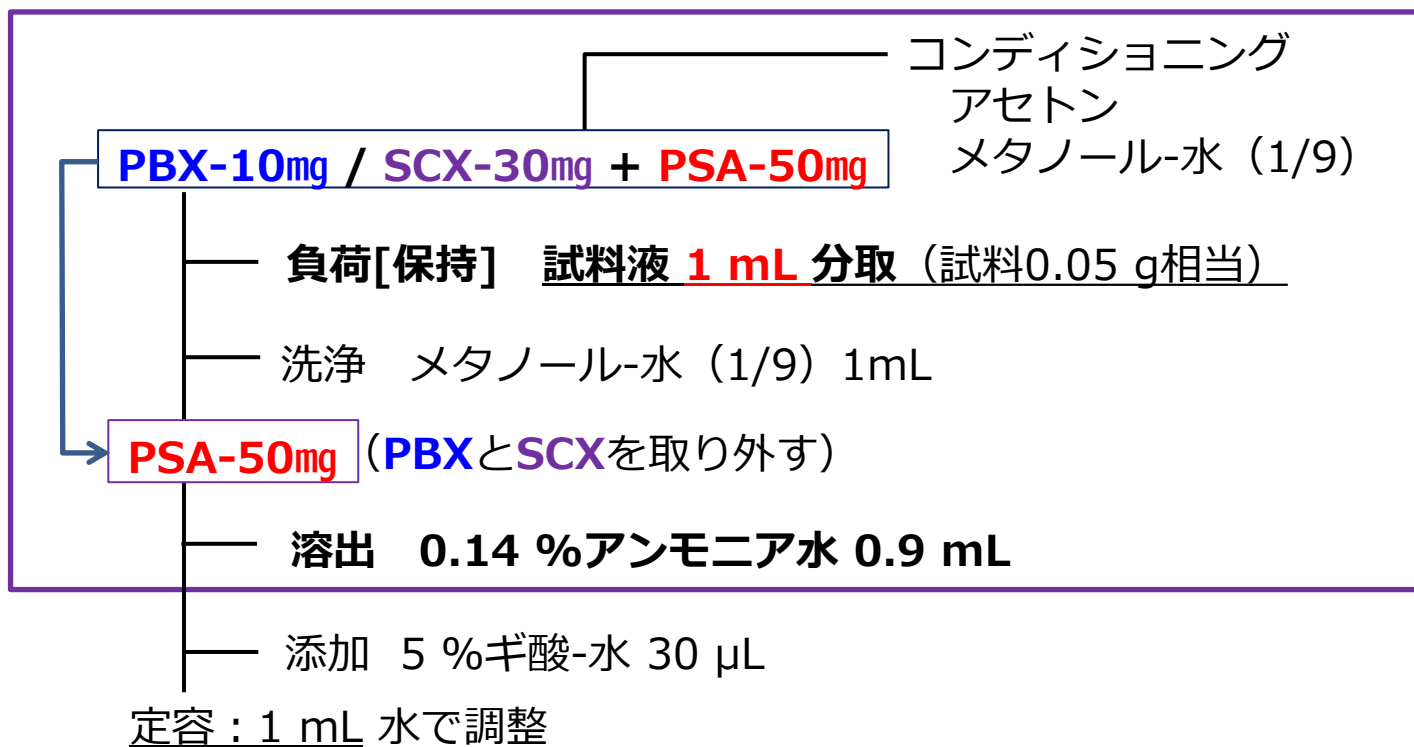 コンディショニング
アセトン
メタノール-水（1/9）
PBX-10㎎ / SCX-30㎎ + PSA-50㎎
負荷[保持]　試料液 1 mL 分取（試料0.05 g相当）
洗浄　メタノール-水（1/9）1mL
PSA-50㎎（PBXとSCXを取り外す）
溶出　0.14 %アンモニア水 0.9 mL
添加 5 %ギ酸-水 30 μL
定容：1 mL 水で調整